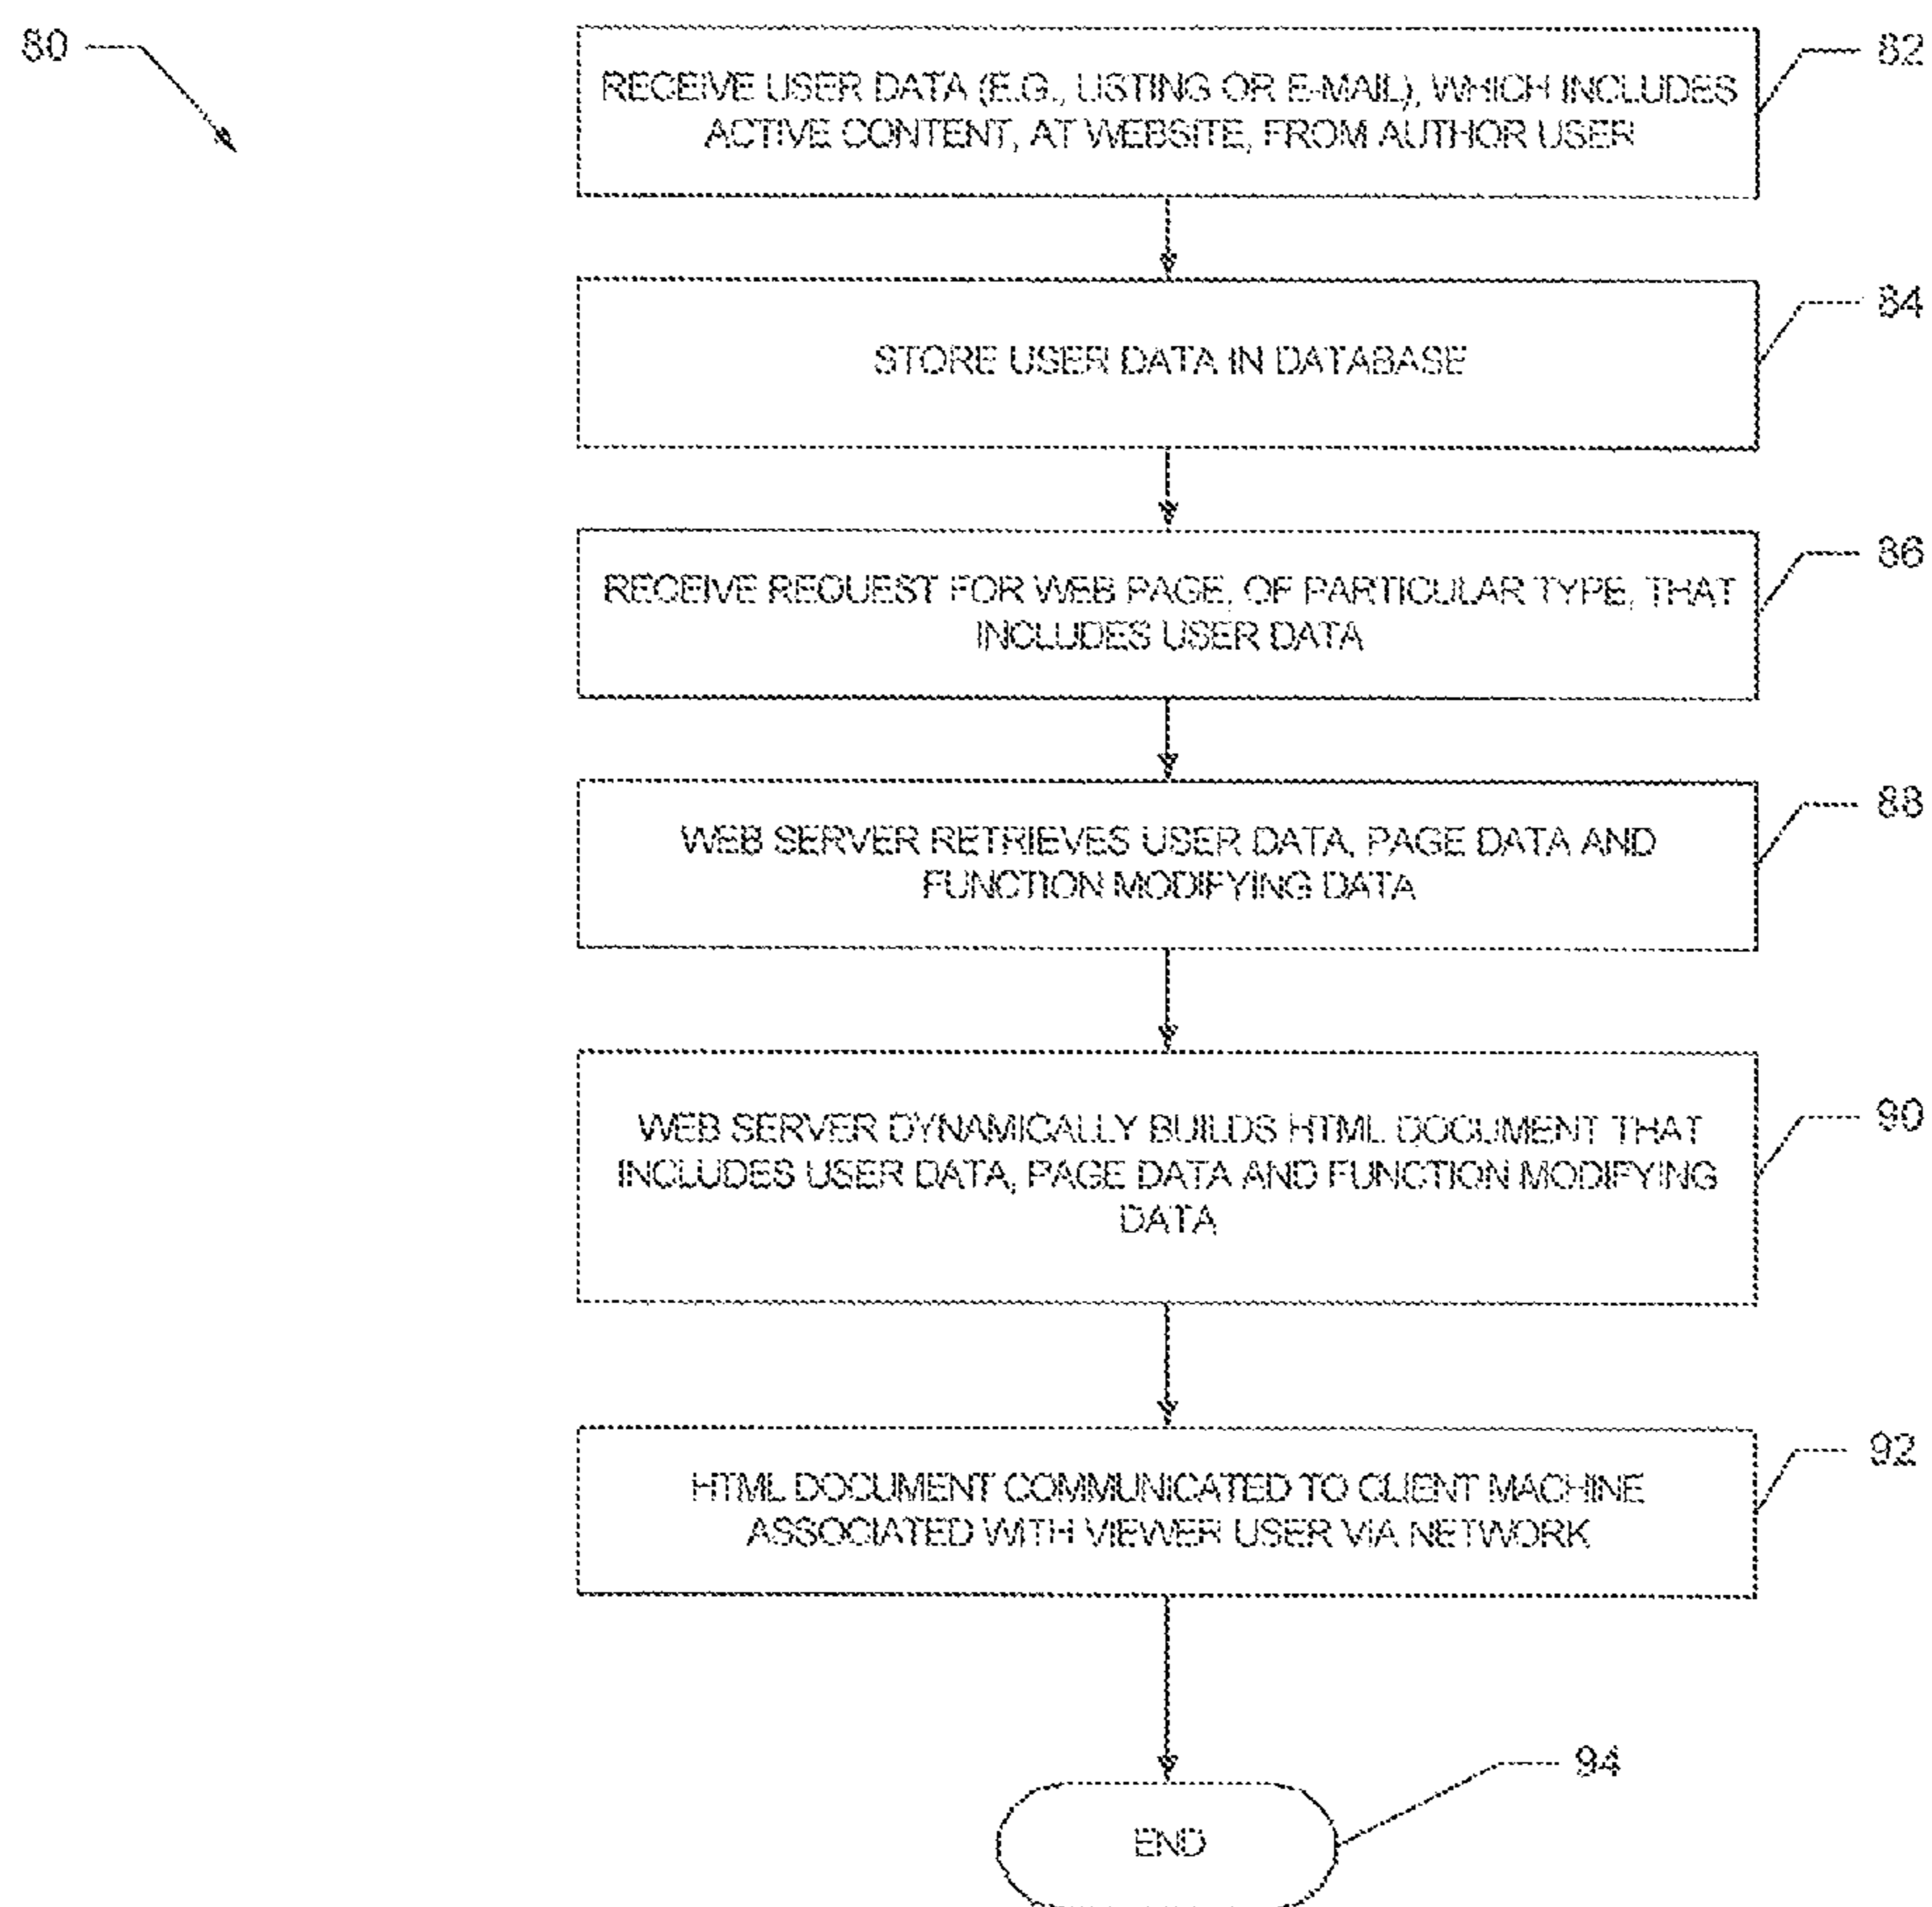 80
82
RECEIVE USER DATA (E.G., LISTING OR E-MAIL), WHICH INCLUDES
ACTIVE CONTENT, AT WEBSITE, FROM AUTHOR USER
84
STORE USER DATA IN DATABASE
86
RECEIVE REQUEST FOR WEB PAGE, OF PARTICULAR TYPE, THAT
INCLUDES USER DATA
88
WEB SERVER RETRIEVES USER DATA, PAGE DATA AND
FUNCTION MODIFYING DATA
90
WEB SERVER DYNAMICALLY BUILDS HTML DOCUMENT THAT
INCLUDES USER DATA, PAGE DATA AND FUNCTION MODIFYING
DATA
92
HTML DOCUMENT COMMUNICATED TO CLIENT MACHINE
ASSOCIATED WITH VIEWER USER VIA NETWORK
94
END